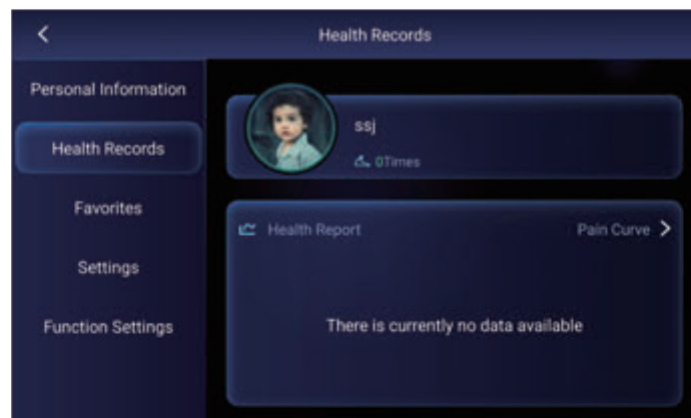 Health Records
Personal Information
Health Records
Favorites
Settings
Function Settings
ssj
0Times
Health Report
Pain Curve
There is currently no data available